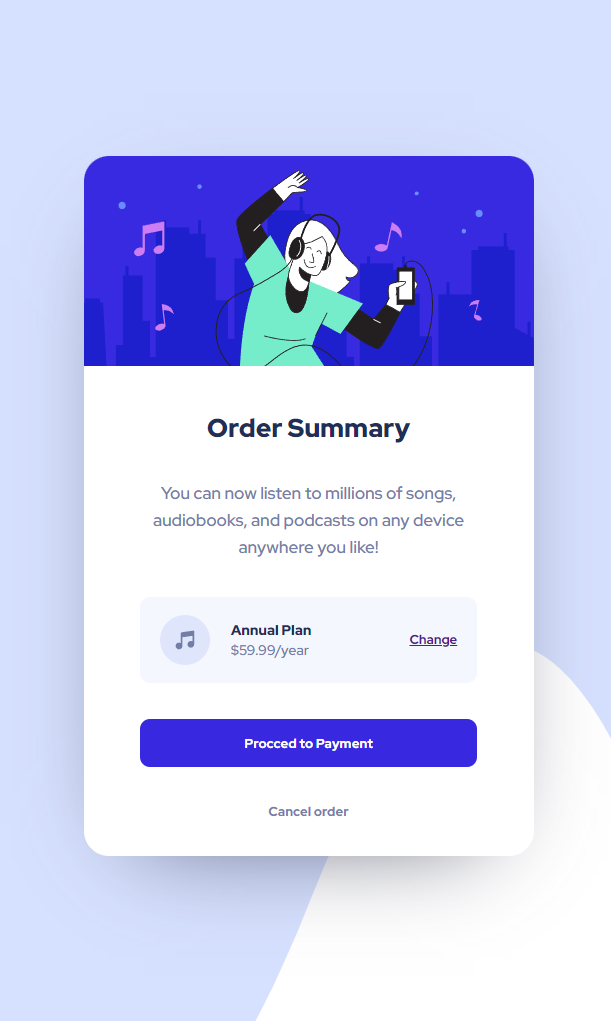 Order Summary
You can now listen to millions of songs,
audiobooks, and podcasts on any device
anywhere you like!
Annual Plan
$59.99/year
Change
Procced to Payment
Cancel order